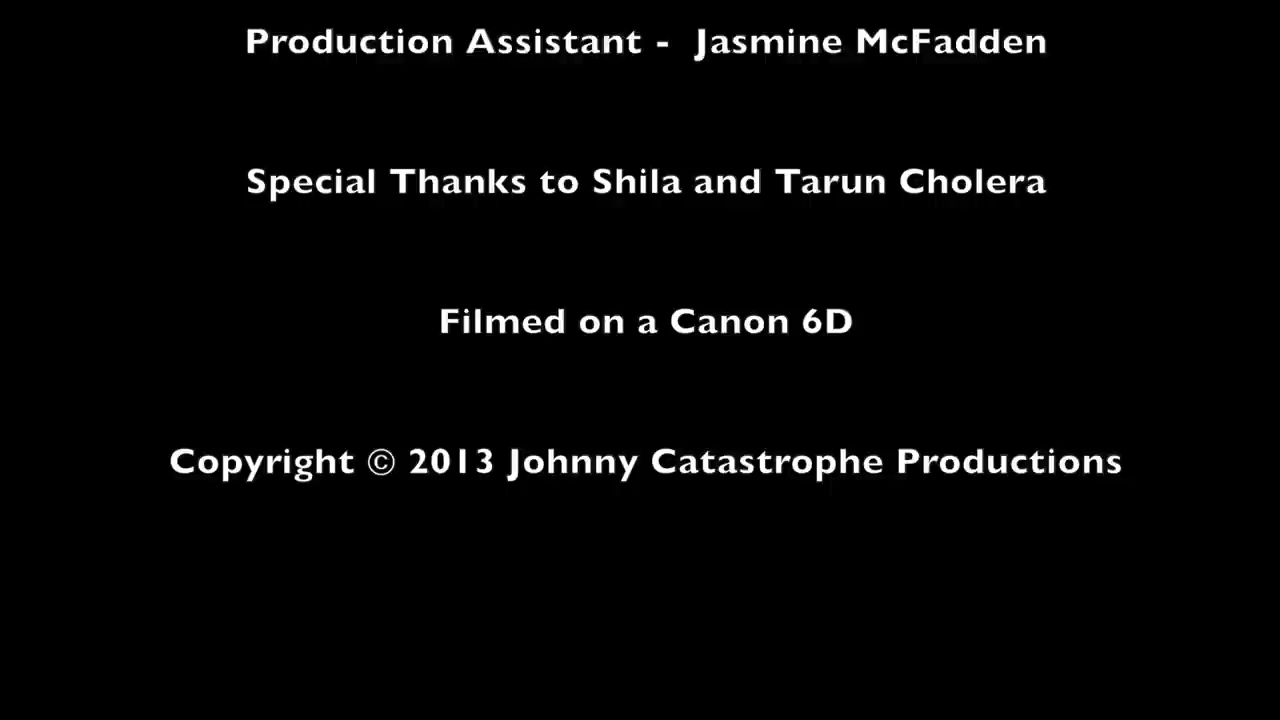 Production Assistant -  Jasmine McFadden
Special Thanks to Shila and Tarun Cholera
Filmed on a Canon 6D
Copyright © 2013 Johnny Catastrophe Productions